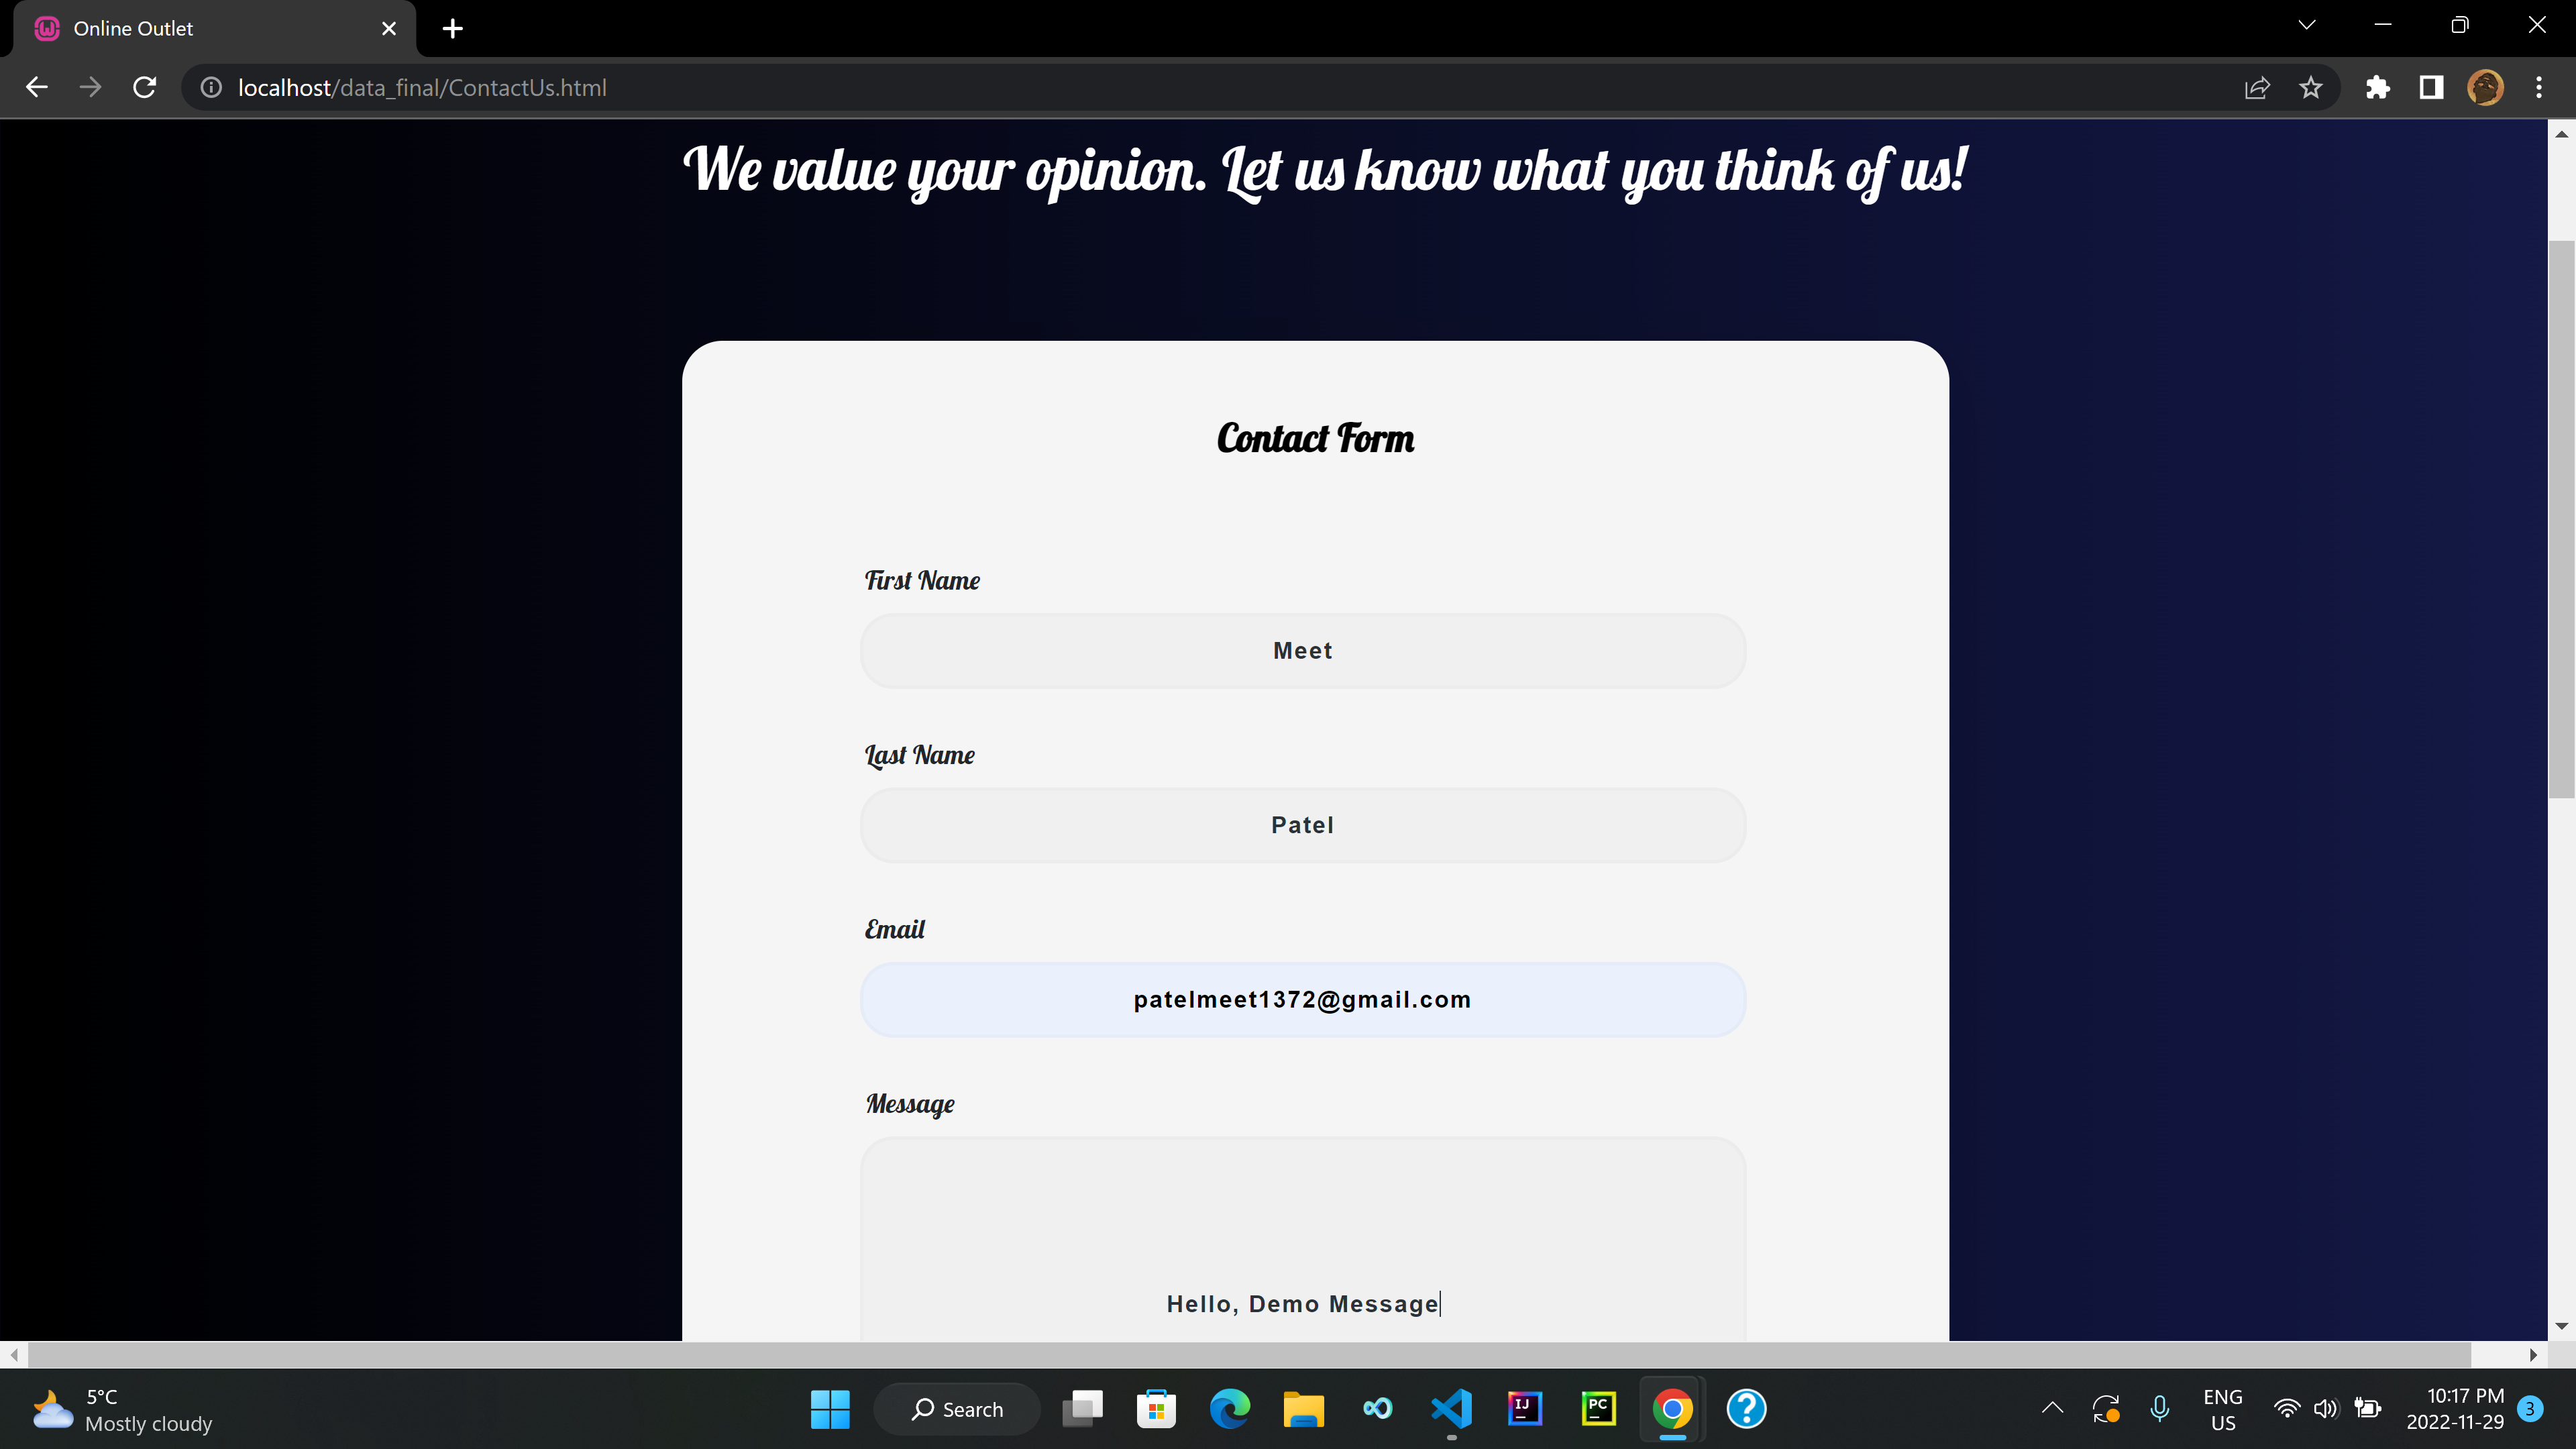 Online Outlet
localhost/data_final/ContactUs.html
We value your opinion. Let us know what you think of us!
Contact Form
First Name
Meet
Last Name
Patel
Email
patelmeet1372@gmail.com
Message
Hello, Demo Message
5°C
Mostly cloudy
Search
IJ
PC
ENG
US
10:17 PM
2022-11-29
3